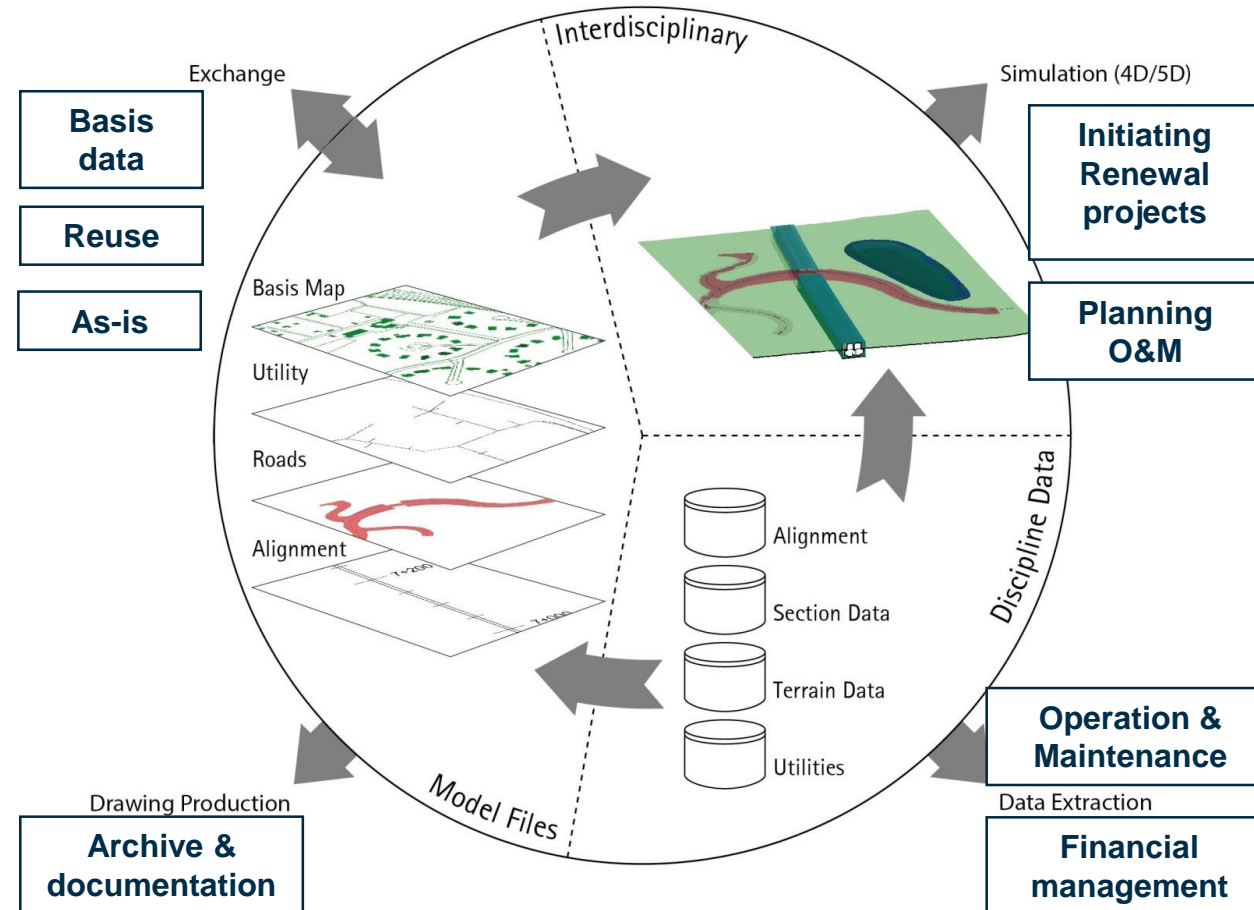 Interdisciplinary
Exchange
Simulation (4D/5D)
Basis
data
Reuse
As-is
Initiating
Renewal
projects
Planning
O&M
Basis Map
Utility
Roads
Alignment
7+200
7+000
Alignment
Section Data
Terrain Data
Utilities
Discipline Data
Model Files
Drawing Production
Archive &
documentation
Operation &
Maintenance
Data Extraction
Financial
management